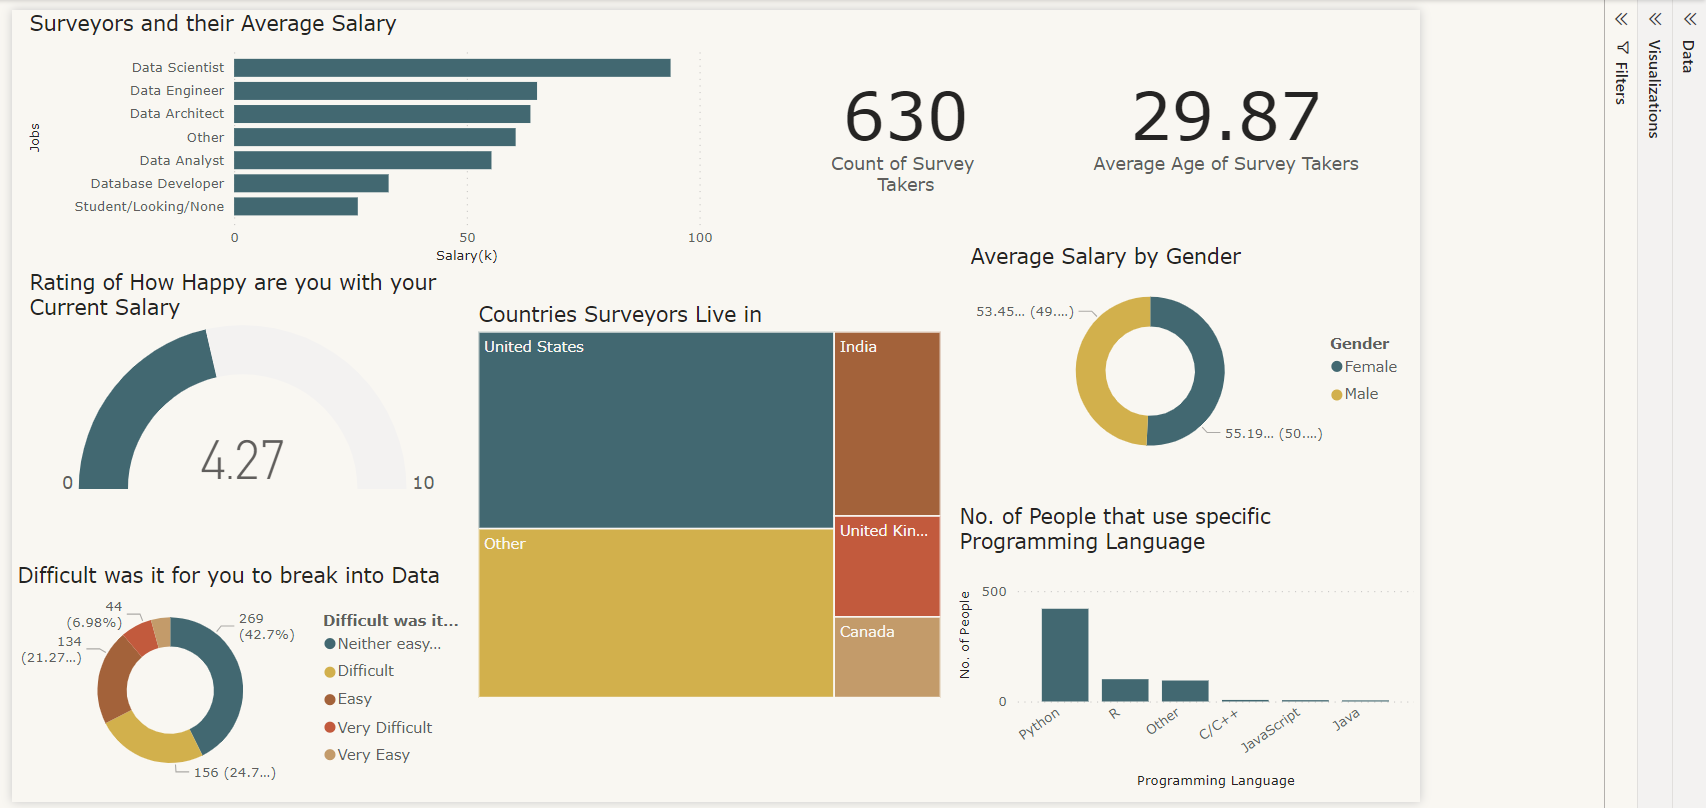 Surveyors and their Average Salary
Jobs
Data Scientist
Data Engineer
Data Architect
Other
Data Analyst
Database Developer
Student/Looking/None
0
50
100
Salary(k)
630
Count of Survey
Takers
29.87
Average Age of Survey Takers
Rating of How Happy are you with your
Current Salary
0
4.27
10
Countries Surveyors Live in
United States
India
Other
United Kin...
Canada
Average Salary by Gender
53.45... (49....)
55.19... (50....)
Gender
Female
Male
Difficult was it for you to break into Data
44
(6.98%)
134
(21.27...)
269
(42.7%)
156 (24.7...)
Difficult was it...
Neither easy...
Difficult
Easy
Very Difficult
Very Easy
No. of People that use specific
Programming Language
No. of People
500
0
Python
R
Other
C/C++
JavaScript
Java
Programming Language
Filters
Visualizations
Data